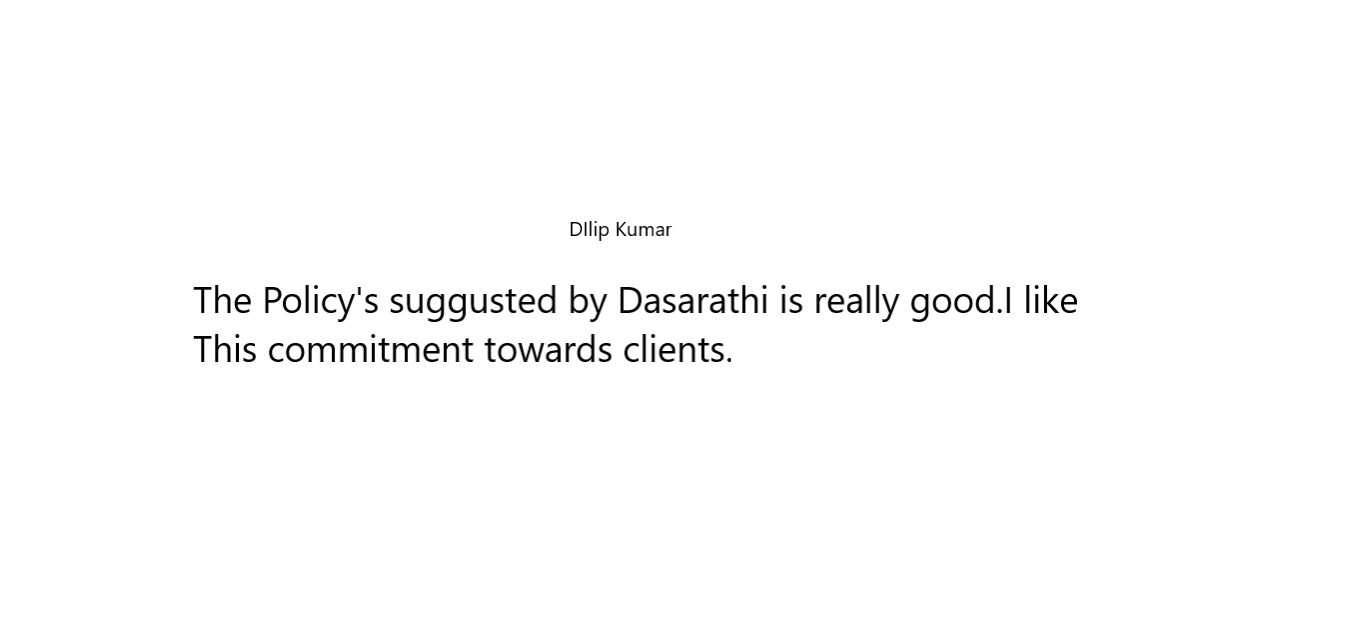 DIlip Kumar
The Policy's suggusted by Dasarathi is really good.I like
This commitment towards clients.